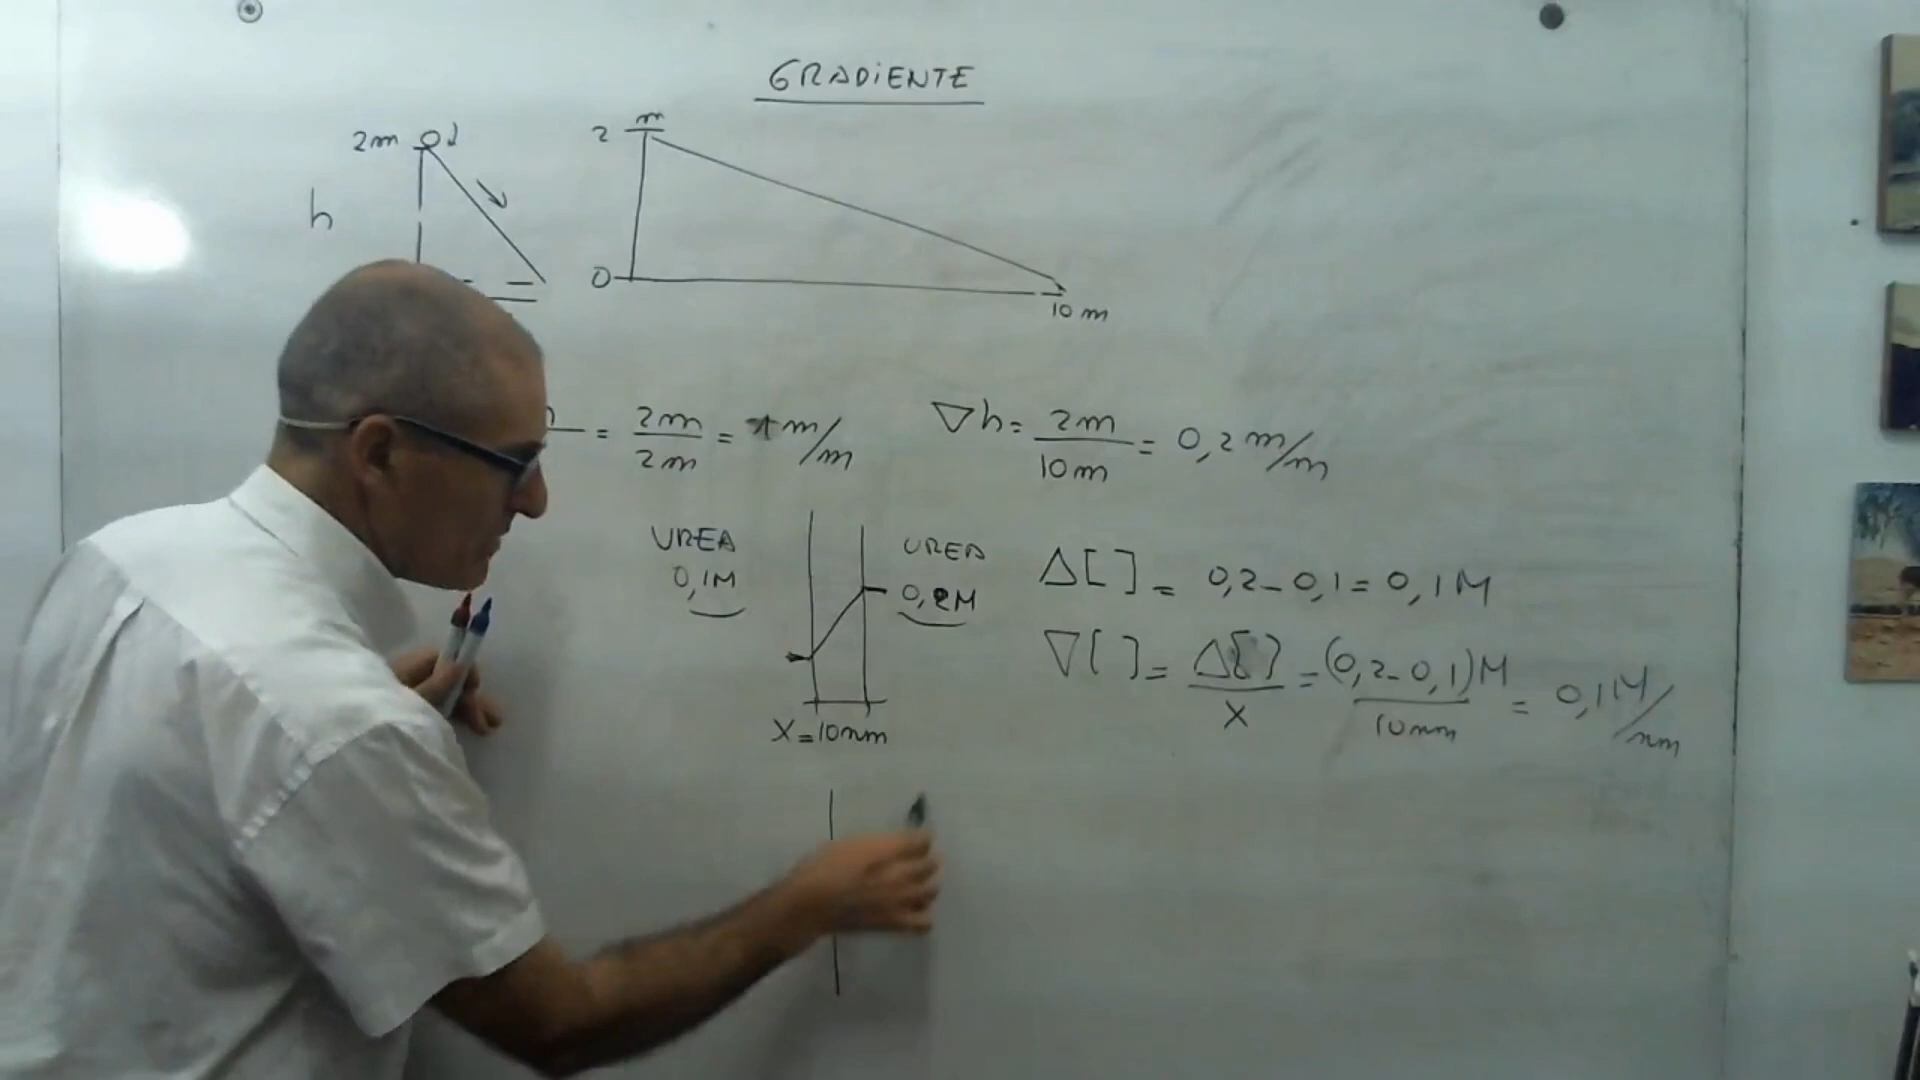 GRADIENTE
2m
2 m
h
0
10 m
= 2m/2m = 1 m/m
∇h = 2m/10m = 0,2 m/m
UREA
0,1M
UREA
0,2M
Δ[ ] = 0,2 - 0,1 = 0,1 M
∇[ ] = Δ[ ]/X = (0,2 - 0,1)M/10nm = 0,1 M/nm
X = 10nm